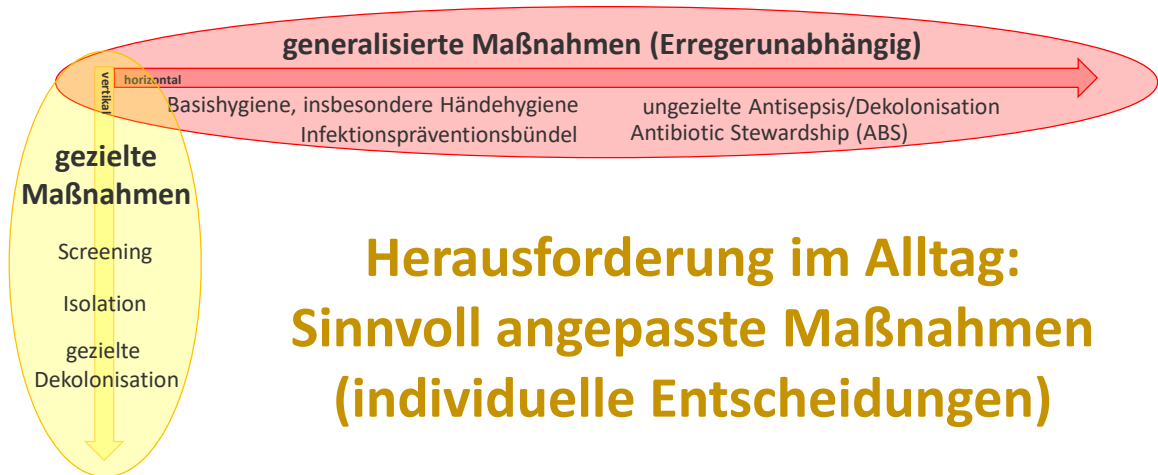 generalisierte Maßnahmen (Erregerunabhängig)
vertikal
horizontal
Basishygiene, insbesondere Händehygiene
ungezielte Antisepsis/Dekolonisation
Infektionspräventionsbündel
Antibiotic Stewardship (ABS)
gezielte
Maßnahmen
Screening
Isolation
gezielte
Dekolonisation
Herausforderung im Alltag:
Sinnvoll angepasste Maßnahmen
(individuelle Entscheidungen)